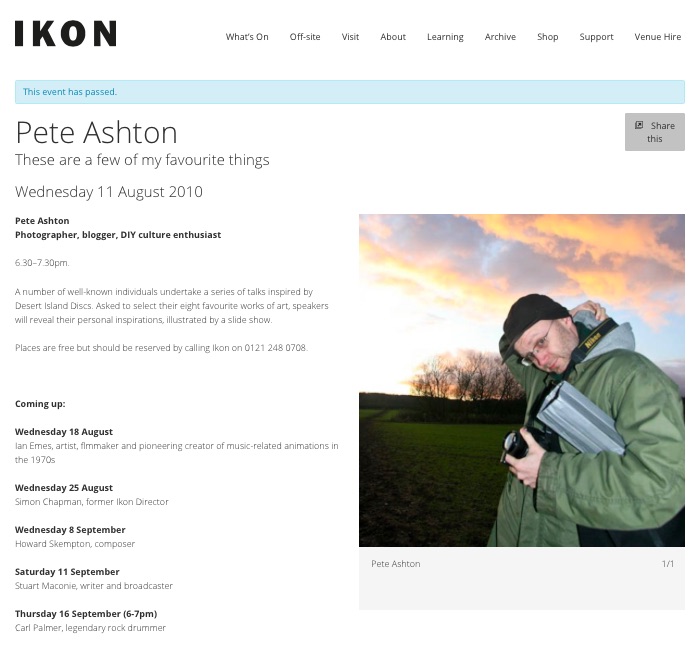 IKON
What's On Off-site Visit About Learning Archive Shop Support Venue Hire
This event has passed.
Pete Ashton
Share
this
These are a few of my favourite things
Wednesday 11 August 2010
Pete Ashton
Photographer, blogger, DIY culture enthusiast
6.30–7.30pm.
A number of well-known individuals undertake a series of talks inspired by
Desert Island Discs. Asked to select their eight favourite works of art, speakers
will reveal their personal inspirations, illustrated by a slide show.
Places are free but should be reserved by calling Ikon on 0121 248 0708.
Coming up:
Wednesday 18 August
Ian Emes, artist, flmmaker and pioneering creator of music-related animations in
the 1970s
Wednesday 25 August
Simon Chapman, former Ikon Director
Wednesday 8 September
Howard Skempton, composer
Saturday 11 September
Stuart Maconie, writer and broadcaster
Thursday 16 September (6-7pm)
Carl Palmer, legendary rock drummer
Nikon
Pete Ashton 1/1